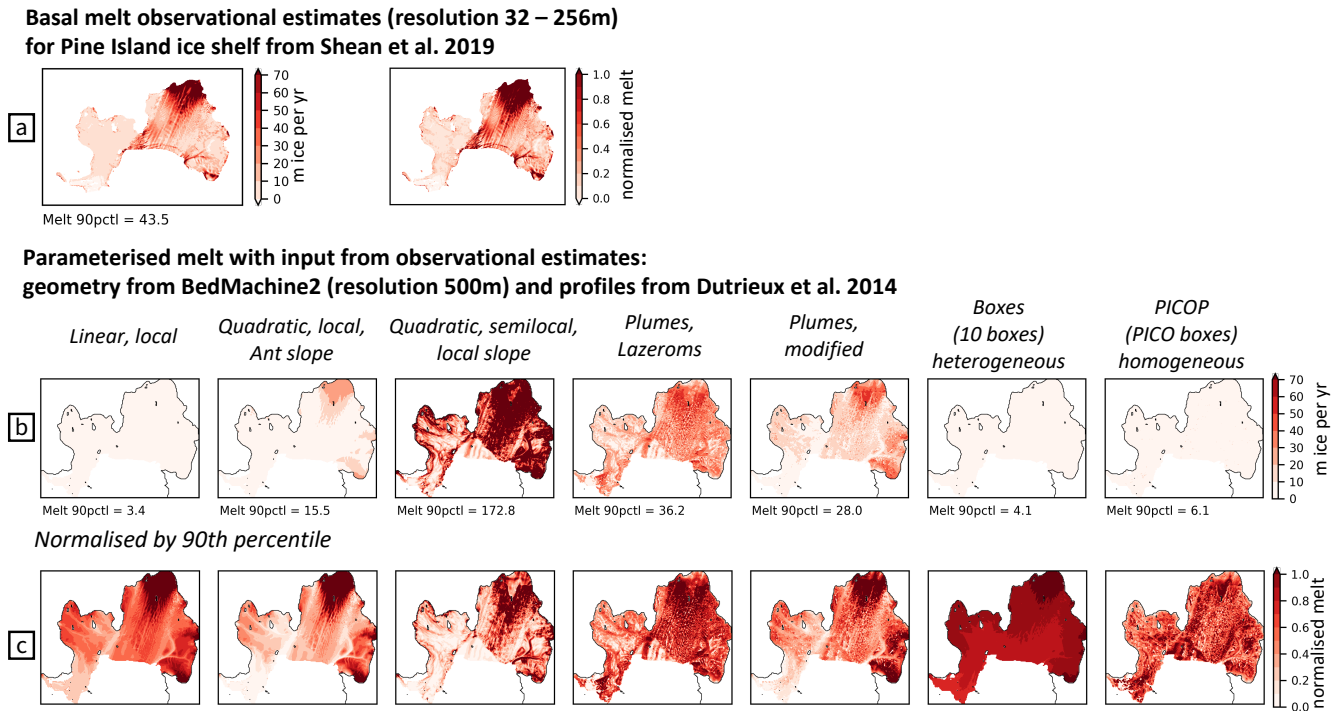 Basal melt observational estimates (resolution 32 – 256m)
for Pine Island ice shelf from Shean et al. 2019
a
70
60
50
40
30
20
10
0
m ice per yr
1.0
0.8
0.6
0.4
0.2
0.0
normalised melt
Melt 90pctl = 43.5
Parameterised melt with input from observational estimates:
geometry from BedMachine2 (resolution 500m) and profiles from Dutrieux et al. 2014
Linear, local
Quadratic, local,
Ant slope
Quadratic, semilocal,
local slope
Plumes,
Lazeroms
Plumes,
modified
Boxes
(10 boxes)
heterogeneous
PICOP
(PICO boxes)
homogeneous
b
70
60
50
40
30
20
10
0
m ice per yr
Melt 90pctl = 3.4
Melt 90pctl = 15.5
Melt 90pctl = 172.8
Melt 90pctl = 36.2
Melt 90pctl = 28.0
Melt 90pctl = 4.1
Melt 90pctl = 6.1
Normalised by 90th percentile
c
1.0
0.8
0.6
0.4
0.2
0.0
normalised melt